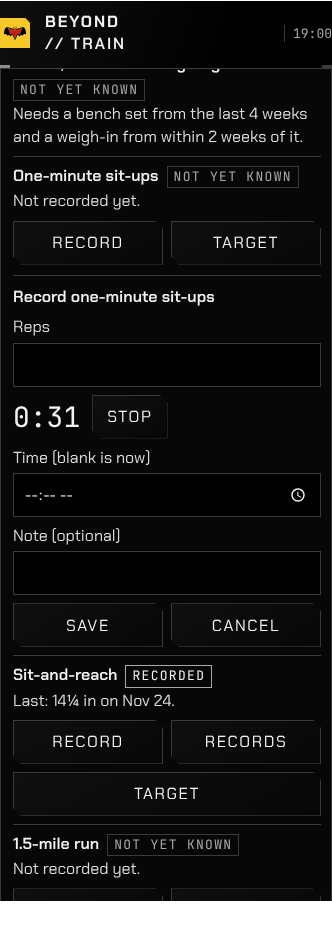 BEYOND
// TRAIN
19:00
NOT YET KNOWN
Needs a bench set from the last 4 weeks
and a weigh-in from within 2 weeks of it.
One-minute sit-ups NOT YET KNOWN
Not recorded yet.
RECORD TARGET
Record one-minute sit-ups
Reps
0:31 STOP
Time (blank is now)
--:-- --
Note (optional)
SAVE CANCEL
Sit-and-reach RECORDED
Last: 14¼ in on Nov 24.
RECORD RECORDS
TARGET
1.5-mile run NOT YET KNOWN
Not recorded yet.